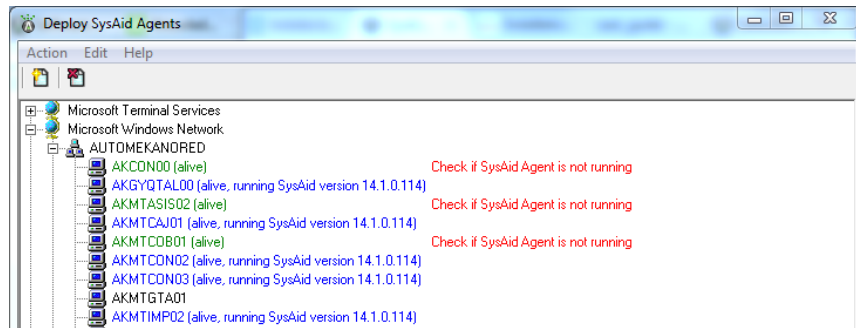 Deploy SysAid Agents
Action Edit Help
Microsoft Terminal Services
Microsoft Windows Network
AUTOMEKANORED
AKCON00 (alive) Check if SysAid Agent is not running
AKGYQTAL00 (alive, running SysAid version 14.1.0.114)
AKMTASIS02 (alive) Check if SysAid Agent is not running
AKMTCAJ01 (alive, running SysAid version 14.1.0.114)
AKMTCOB01 (alive) Check if SysAid Agent is not running
AKMTCON02 (alive, running SysAid version 14.1.0.114)
AKMTCON03 (alive, running SysAid version 14.1.0.114)
AKMTGTA01
AKMTIMP02 (alive, running SysAid version 14.1.0.114)